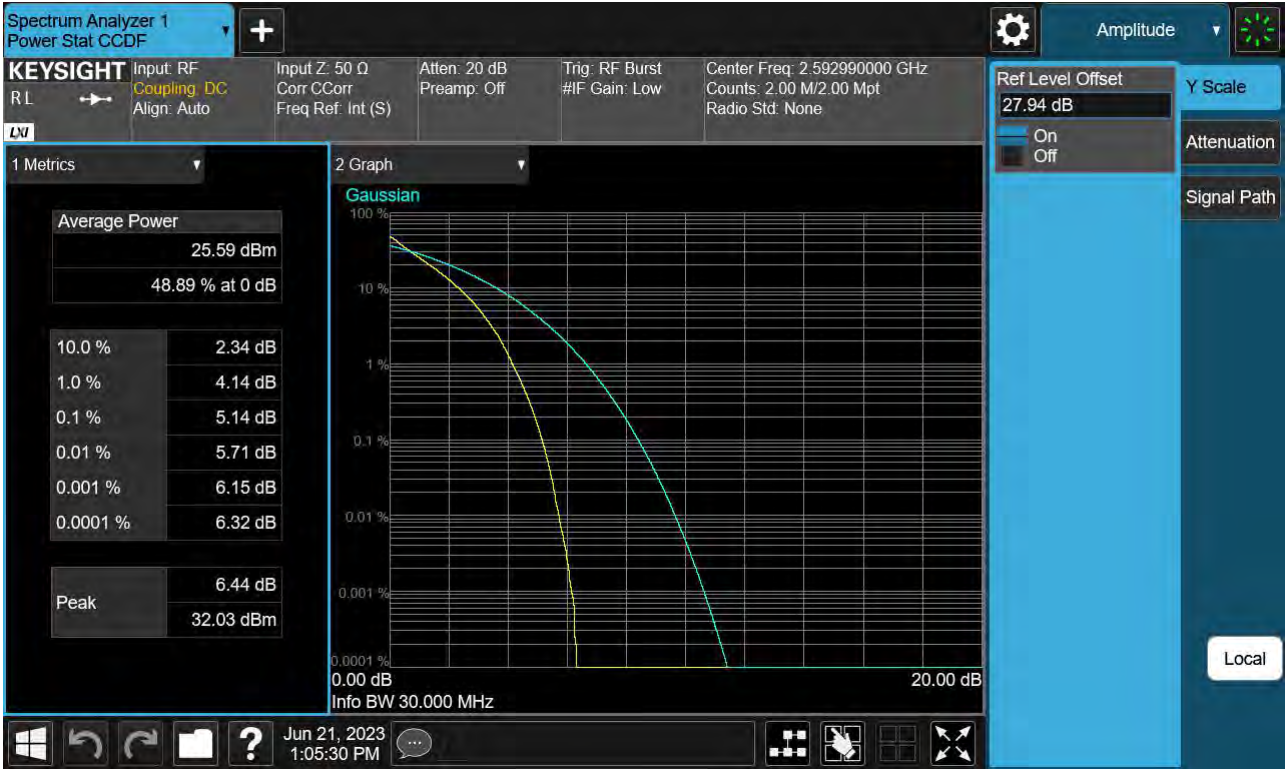 Spectrum Analyzer 1
Power Stat CCDF
+
Amplitude
KEYSIGHT
R L
LXI
Input: RF
Coupling: DC
Align: Auto
Input Z: 50 Ω
Corr CCorr
Freq Ref: Int (S)
Atten: 20 dB
Preamp: Off
Trig: RF Burst
#IF Gain: Low
Center Freq: 2.592990000 GHz
Counts: 2.00 M/2.00 Mpt
Radio Std: None
Ref Level Offset
27.94 dB
On
Off
Y Scale
Attenuation
Signal Path
1 Metrics
Average Power
25.59 dBm
48.89 % at 0 dB
10.0 % 2.34 dB
1.0 % 4.14 dB
0.1 % 5.14 dB
0.01 % 5.71 dB
0.001 % 6.15 dB
0.0001 % 6.32 dB
Peak
6.44 dB
32.03 dBm
2 Graph
Gaussian
100 %
10 %
1 %
0.1 %
0.01 %
0.001 %
0.0001 %
0.00 dB 20.00 dB
Info BW 30.000 MHz
Local
?
Jun 21, 2023
1:05:30 PM